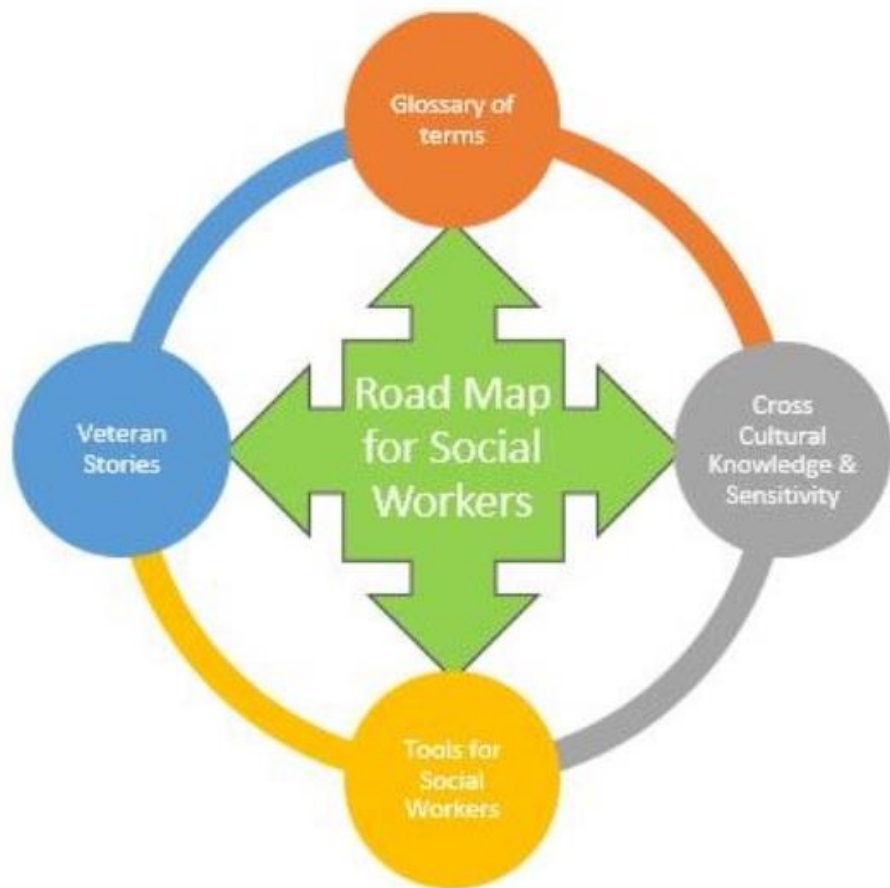 Glossary of
terms
Veteran
Stories
Road Map
for Social
Workers
Cross
Cultural
Knowledge &
Sensitivity
Tools for
Social
Workers